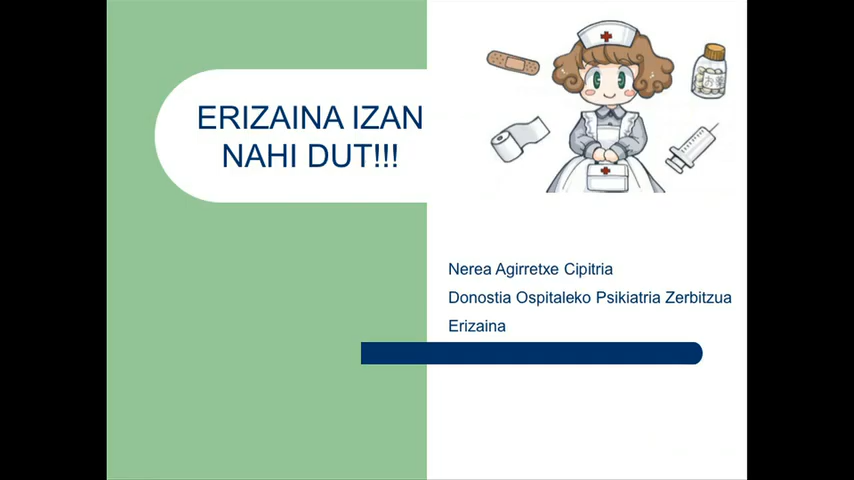 ERIZAINA IZAN
NAHI DUT!!!
Nerea Agirretxe Cipitria
Donostia Ospitaleko Psikiatria Zerbitzua
Erizaina